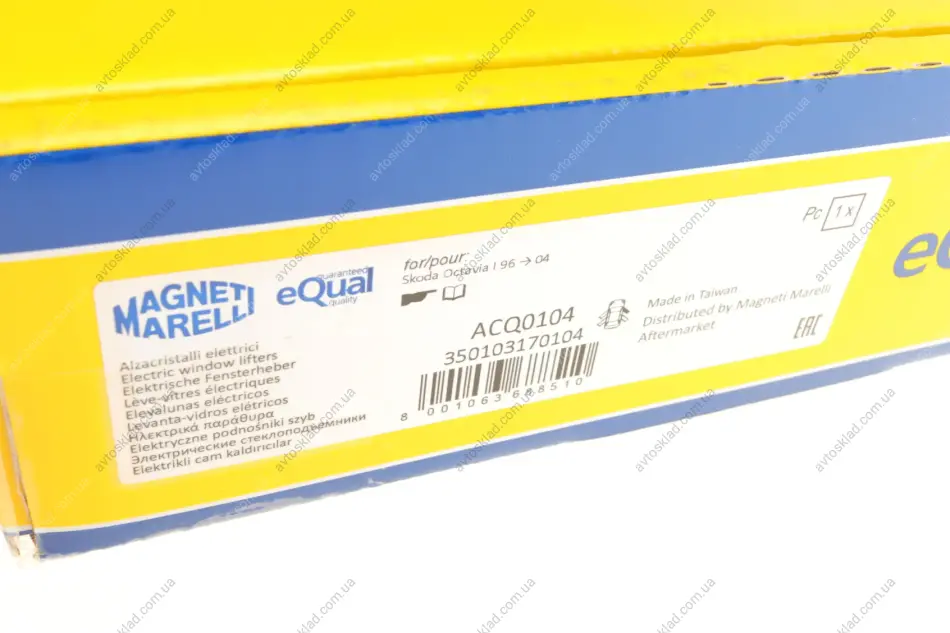 MAGNETI
MARELLI
Guaranteed
eQual
quality
for/pour
Skoda Octavia I 96 → 04
Pc 1 x
ACQ0104
350103170104
8 001063 688510
Made in Taiwan
Distributed by Magneti Marelli
Aftermarket
EAC
Alzacristalli elettrici
Electric window lifters
Elektrische Fensterheber
Lève-vitres électriques
Elevalunas eléctricos
Levanta-vidros elétricos
Ηλεκτρικά παράθυρα
Elektryczne podnośniki szyb
Электрические стеклоподъемники
Elektrikli cam kaldırıcılar
avtosklad.com.ua